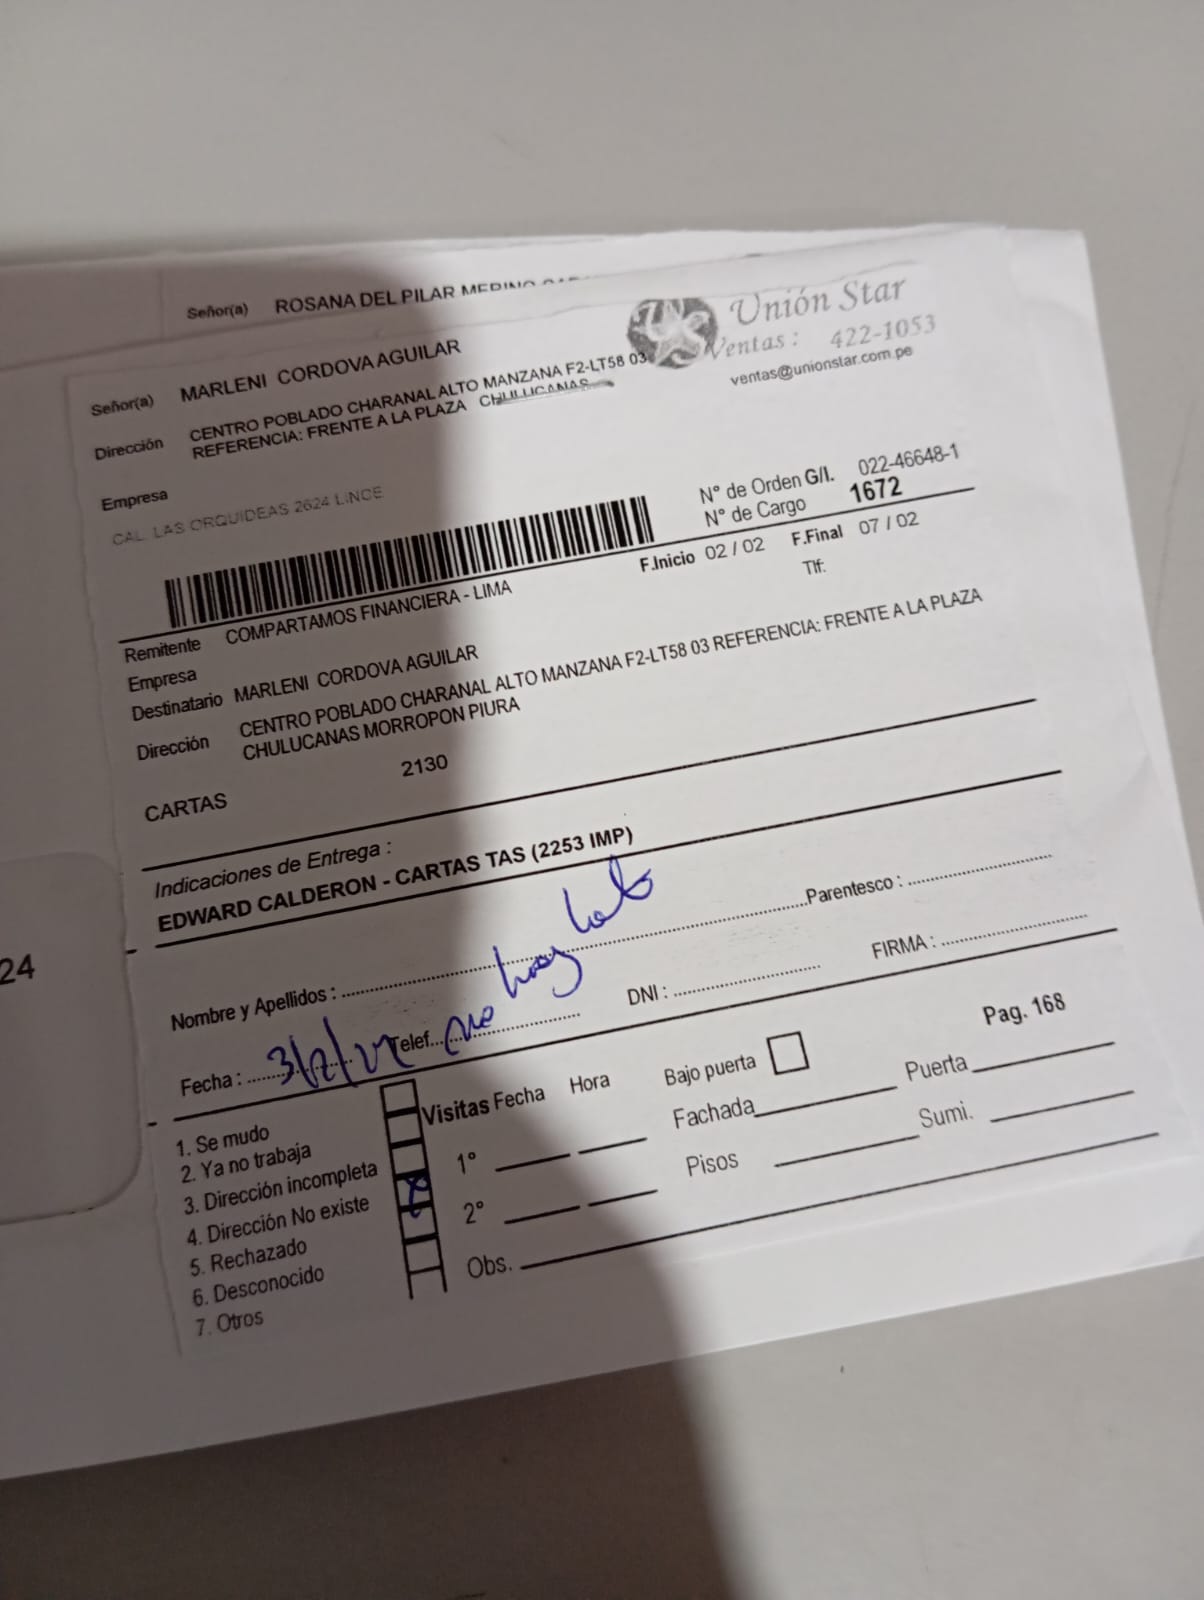 Señor(a) ROSANA DEL PILAR MERINO
Unión Star
Ventas: 422-1053
ventas@unionstar.com.pe
Señor(a) MARLENI CORDOVA AGUILAR
Dirección CENTRO POBLADO CHARANAL ALTO MANZANA F2-LT58 03
REFERENCIA: FRENTE A LA PLAZA CHULUCANAS
Empresa
CAL. LAS ORQUIDEAS 2624 LINCE
N° de Orden G/I. 022-46648-1
N° de Cargo 1672
F.Inicio 02 / 02 F.Final 07 / 02
Tlf:
Remitente COMPARTAMOS FINANCIERA - LIMA
Empresa
Destinatario MARLENI CORDOVA AGUILAR
Dirección CENTRO POBLADO CHARANAL ALTO MANZANA F2-LT58 03 REFERENCIA: FRENTE A LA PLAZA
CHULUCANAS MORROPON PIURA
CARTAS 2130
Indicaciones de Entrega :
EDWARD CALDERON - CARTAS TAS (2253 IMP)
24
Nombre y Apellidos : Parentesco :
Fecha : Telef. no hay DNI : FIRMA :
Pag. 168
1. Se mudo
2. Ya no trabaja
3. Dirección incompleta
4. Dirección No existe
5. Rechazado
6. Desconocido
7. Otros
Visitas Fecha Hora
1°
2°
Obs.
Bajo puerta
Fachada Puerta
Pisos Sumi.